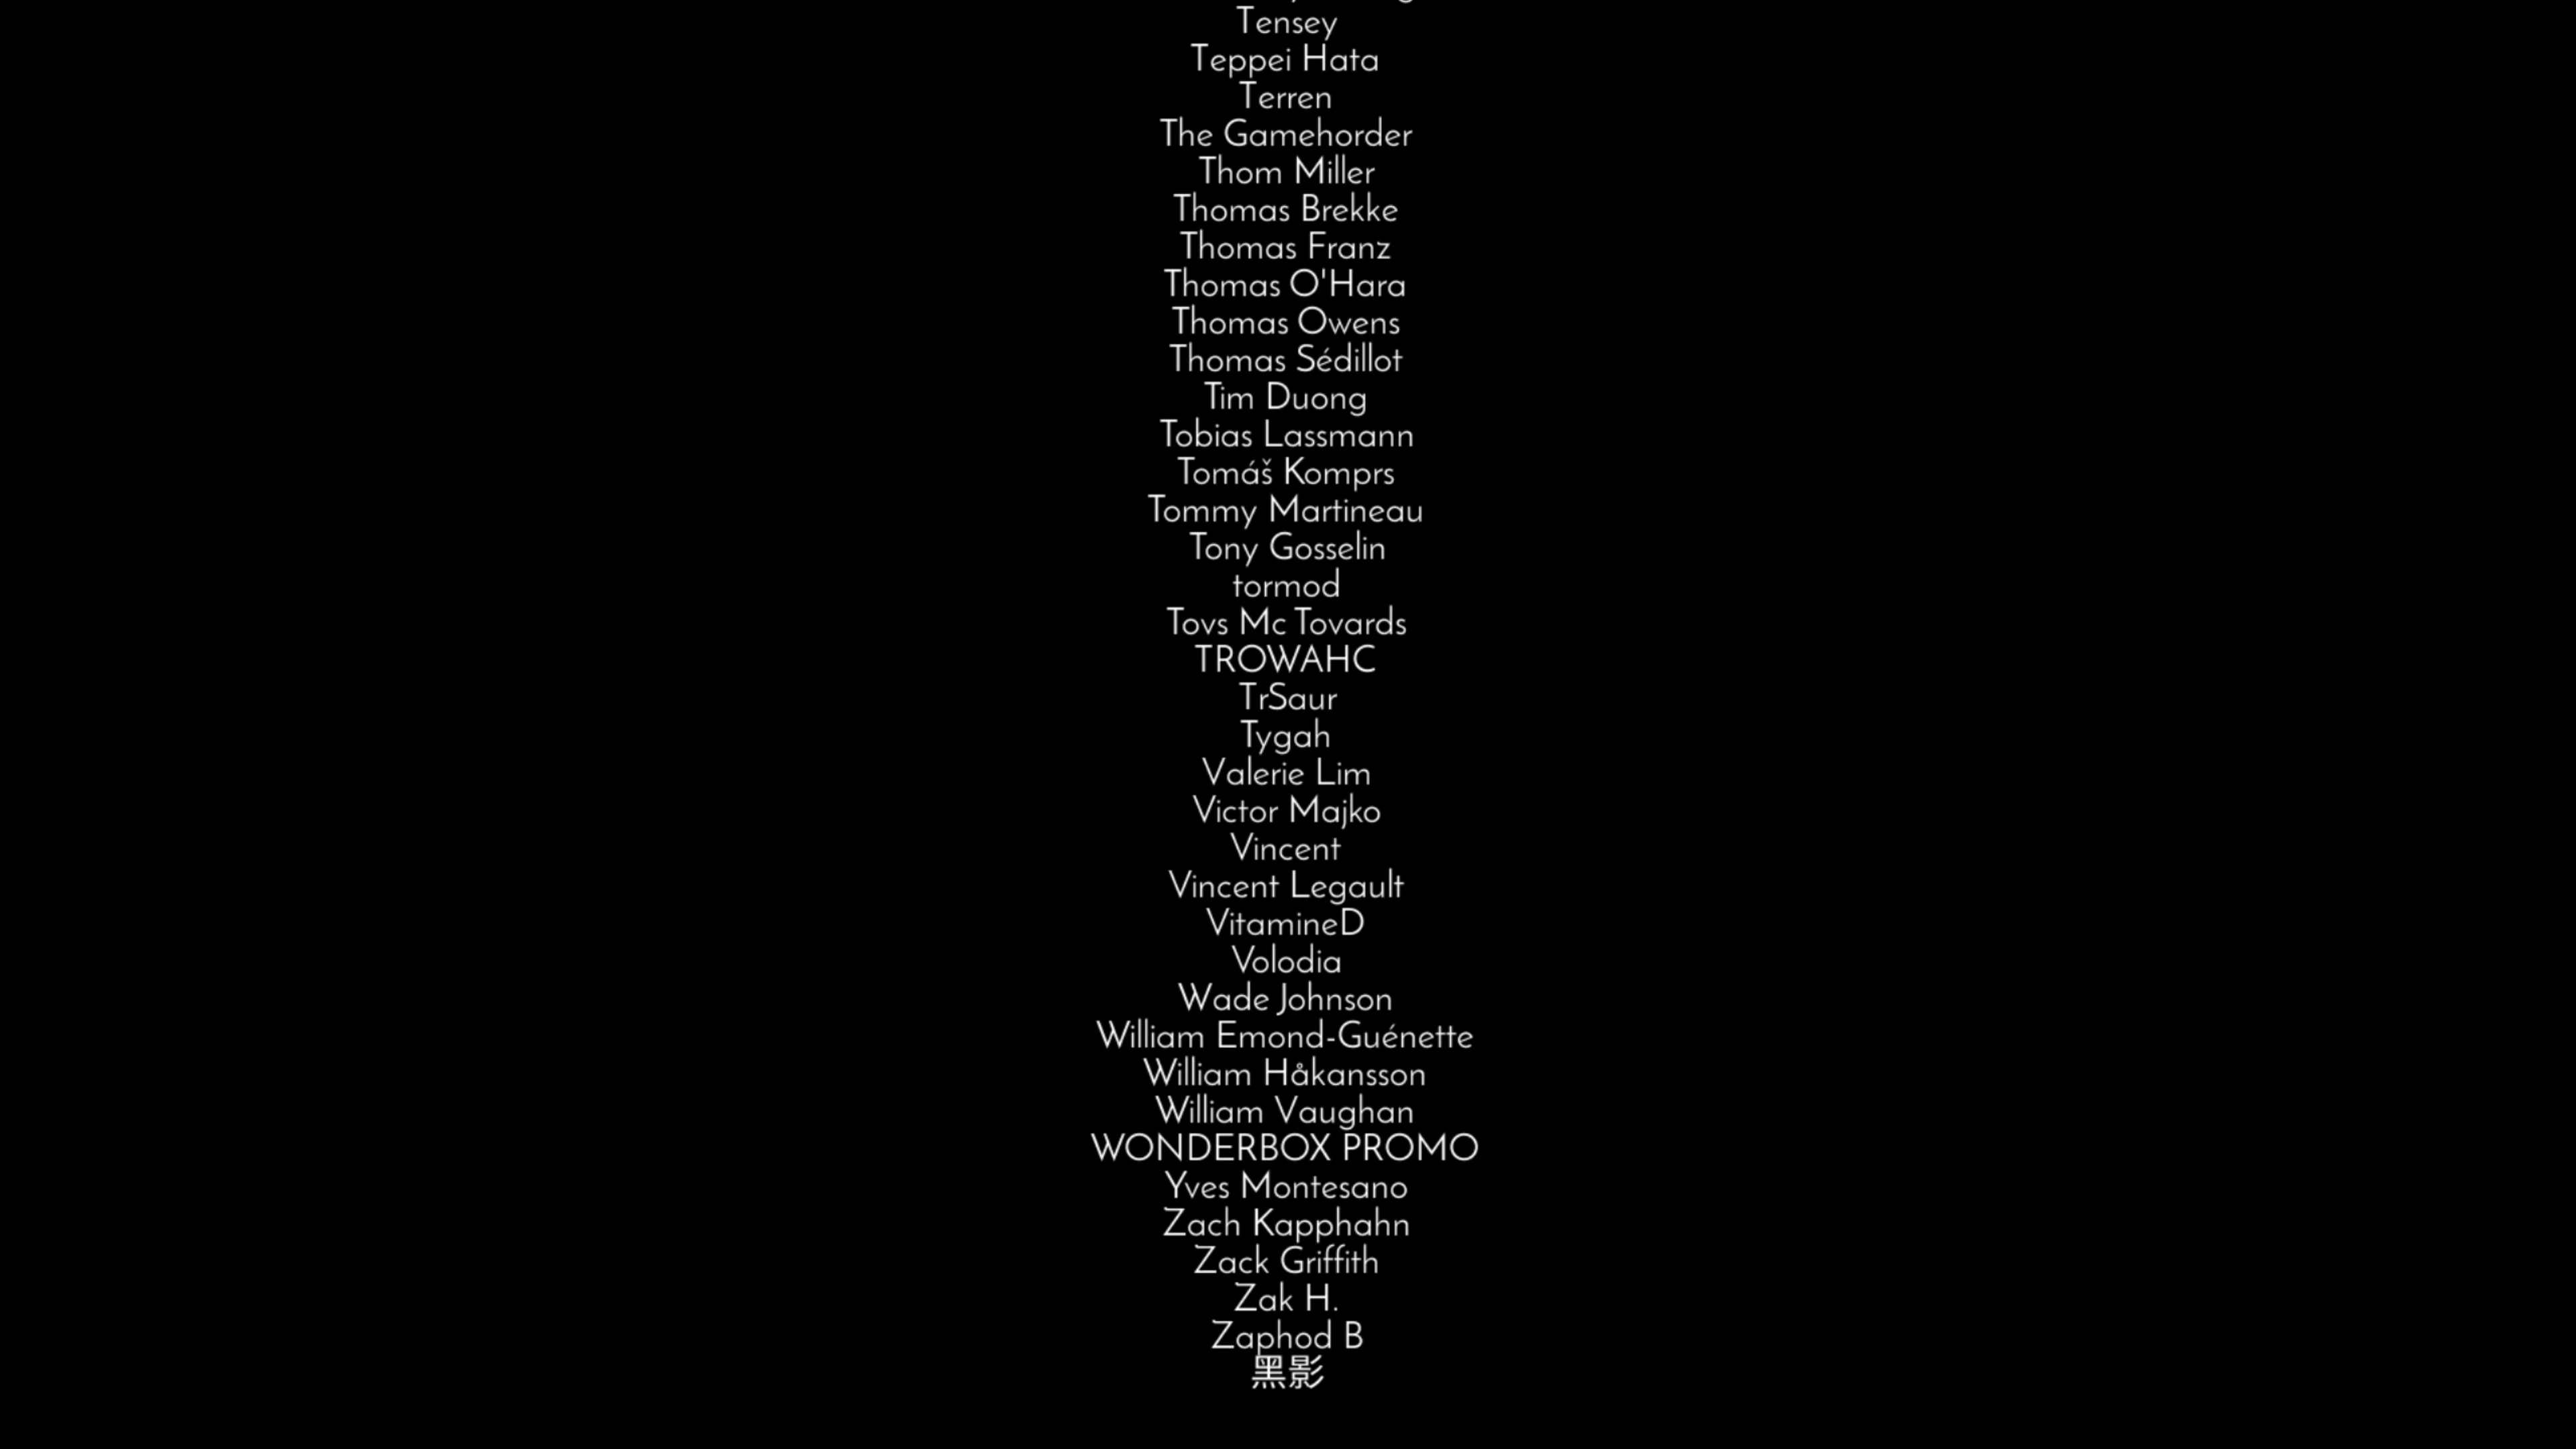 Tensey
Teppei Hata
Terren
The Gamehorder
Thom Miller
Thomas Brekke
Thomas Franz
Thomas O'Hara
Thomas Owens
Thomas Sédillot
Tim Duong
Tobias Lassmann
Tomáš Komprs
Tommy Martineau
Tony Gosselin
tormod
Tovs Mc Tovards
TROWAHC
TrSaur
Tygah
Valerie Lim
Victor Majko
Vincent
Vincent Legault
VitamineD
Volodia
Wade Johnson
William Emond-Guénette
William Håkansson
William Vaughan
WONDERBOX PROMO
Yves Montesano
Zach Kapphahn
Zack Griffith
Zak H.
Zaphod B
黑影